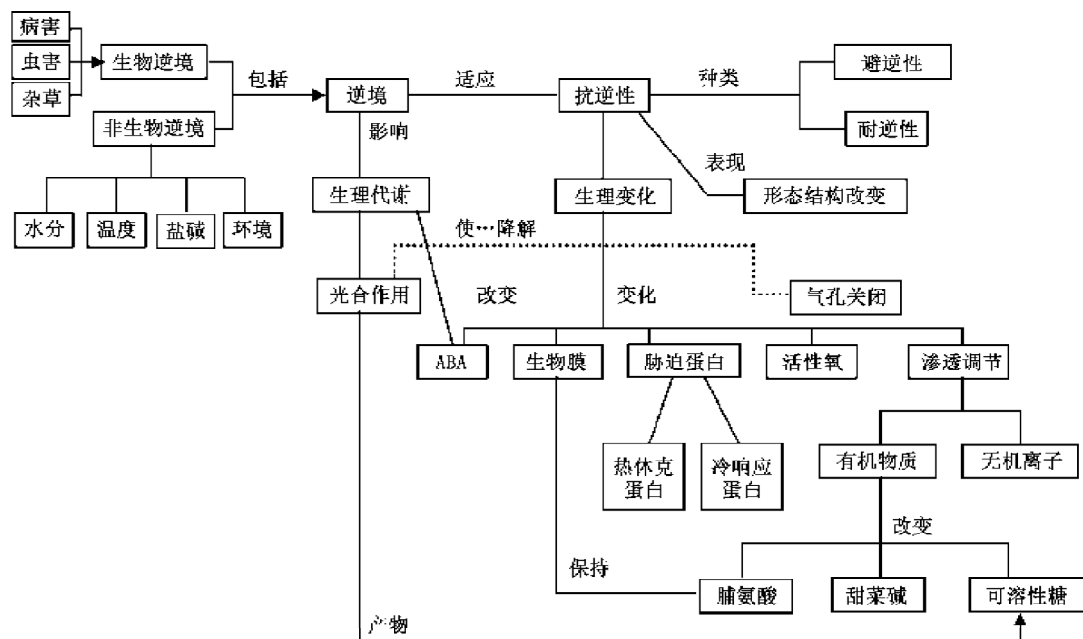 病害
虫害
杂草
生物逆境
非生物逆境
包括
逆境
适应
抗逆性
种类
避逆性
耐逆性
影响
表现
水分
温度
盐碱
环境
生理代谢
生理变化
形态结构改变
使…降解
光合作用
改变
变化
气孔关闭
ABA
生物膜
胁迫蛋白
活性氧
渗透调节
热休克
蛋白
冷响应
蛋白
有机物质
无机离子
改变
保持
脯氨酸
甜菜碱
可溶性糖
产物